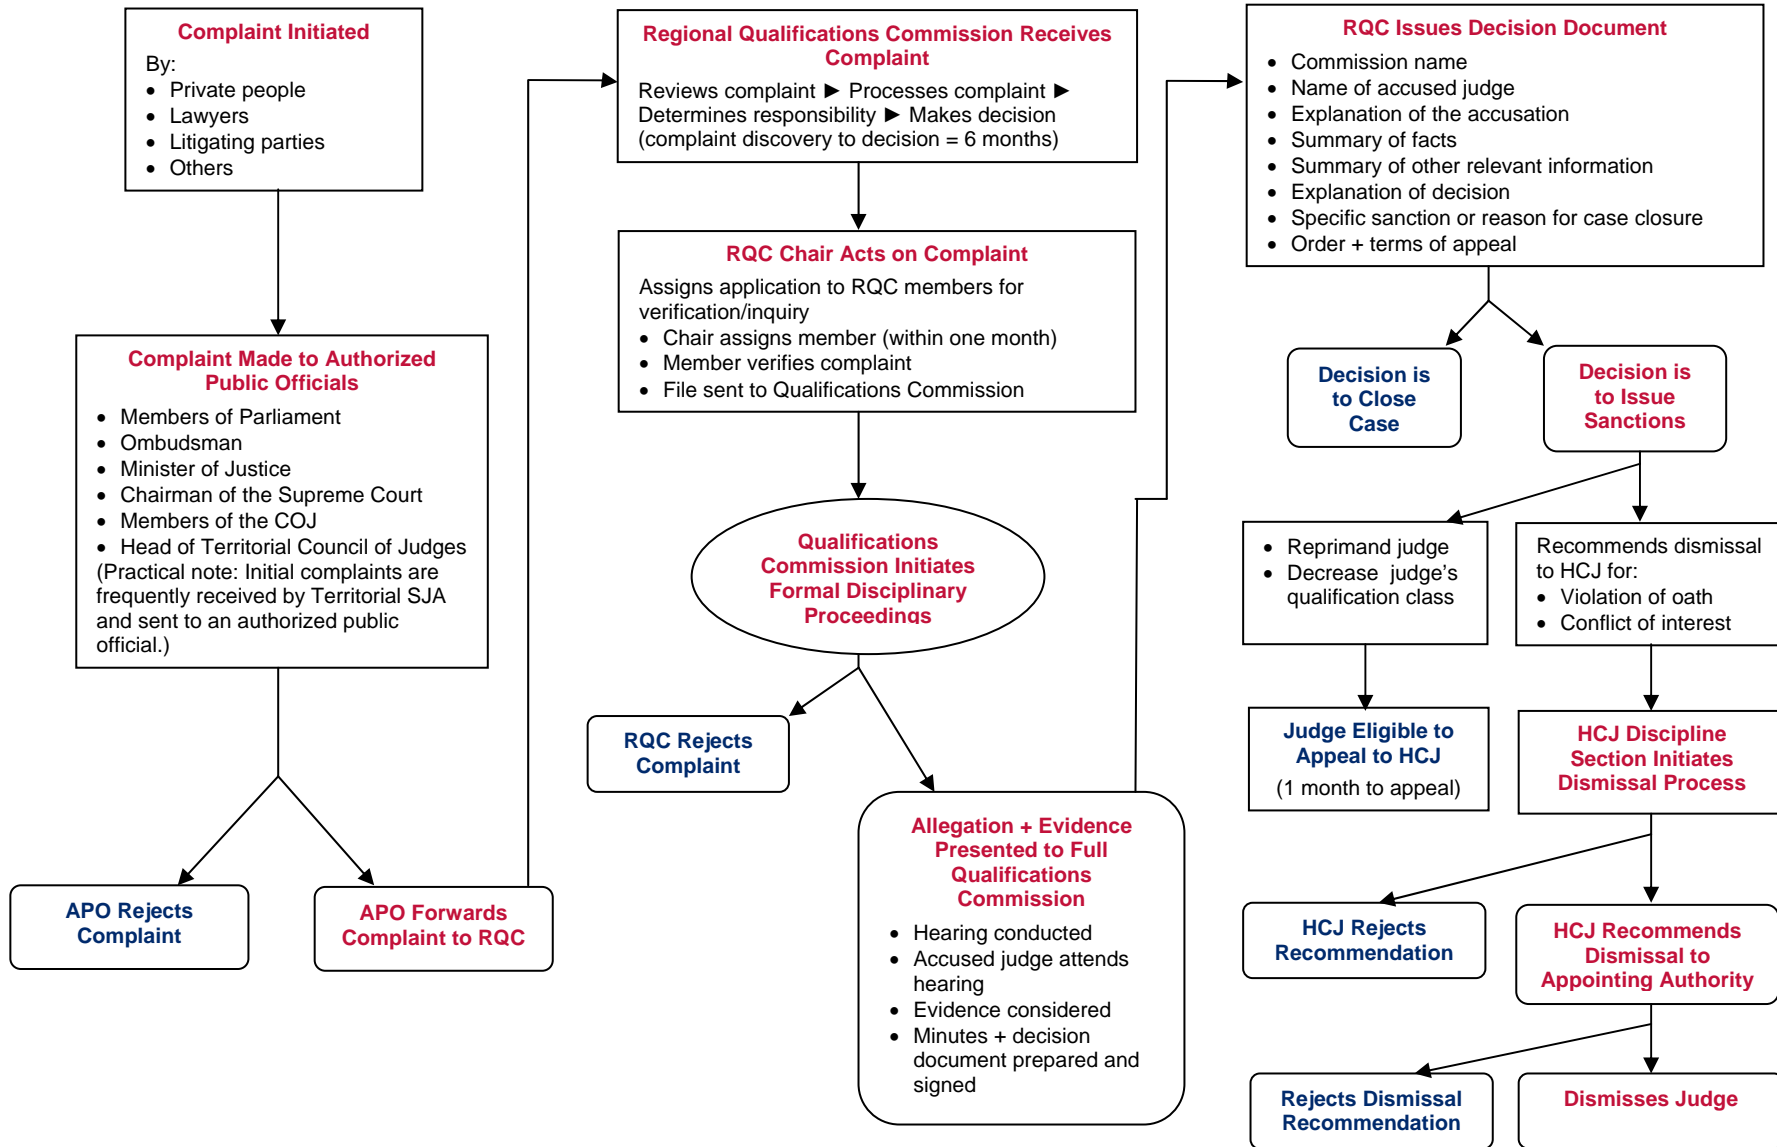 Complaint Initiated
By:
• Private people
• Lawyers
• Litigating parties
• Others
Complaint Made to Authorized
Public Officials
• Members of Parliament
• Ombudsman
• Minister of Justice
• Chairman of the Supreme Court
• Members of the COJ
• Head of Territorial Council of Judges
(Practical note: Initial complaints are
frequently received by Territorial SJA
and sent to an authorized public
official.)
APO Rejects
Complaint
APO Forwards
Complaint to RQC
Regional Qualifications Commission Receives
Complaint
Reviews complaint ► Processes complaint ►
Determines responsibility ► Makes decision
(complaint discovery to decision = 6 months)
RQC Chair Acts on Complaint
Assigns application to RQC members for
verification/inquiry
• Chair assigns member (within one month)
• Member verifies complaint
• File sent to Qualifications Commission
Qualifications
Commission Initiates
Formal Disciplinary
Proceedings
RQC Rejects
Complaint
Allegation + Evidence
Presented to Full
Qualifications
Commission
• Hearing conducted
• Accused judge attends
hearing
• Evidence considered
• Minutes + decision
document prepared and
signed
RQC Issues Decision Document
• Commission name
• Name of accused judge
• Explanation of the accusation
• Summary of facts
• Summary of other relevant information
• Explanation of decision
• Specific sanction or reason for case closure
• Order + terms of appeal
Decision is
to Close
Case
Decision is
to Issue
Sanctions
• Reprimand judge
• Decrease judge's
qualification class
Recommends dismissal
to HCJ for:
• Violation of oath
• Conflict of interest
Judge Eligible to
Appeal to HCJ
(1 month to appeal)
HCJ Discipline
Section Initiates
Dismissal Process
HCJ Rejects
Recommendation
HCJ Recommends
Dismissal to
Appointing Authority
Rejects Dismissal
Recommendation
Dismisses Judge